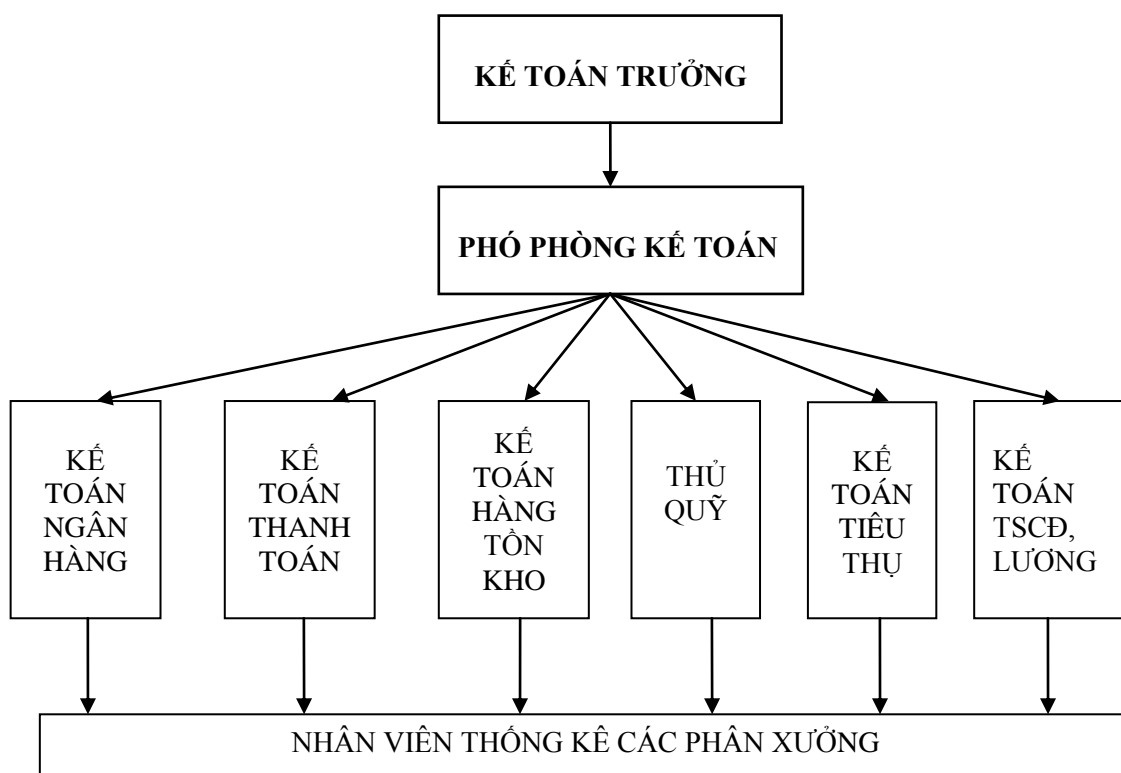 KẾ TOÁN TRƯỞNG
PHÓ PHÒNG KẾ TOÁN
KẾ
TOÁN
NGÂN
HÀNG
KẾ
TOÁN
THANH
TOÁN
KẾ
TOÁN
HÀNG
TỒN
KHO
THỦ
QUỸ
KẾ
TOÁN
TIÊU
THỤ
KẾ
TOÁN
TSCĐ,
LƯƠNG
NHÂN VIÊN THỐNG KÊ CÁC PHÂN XƯỞNG